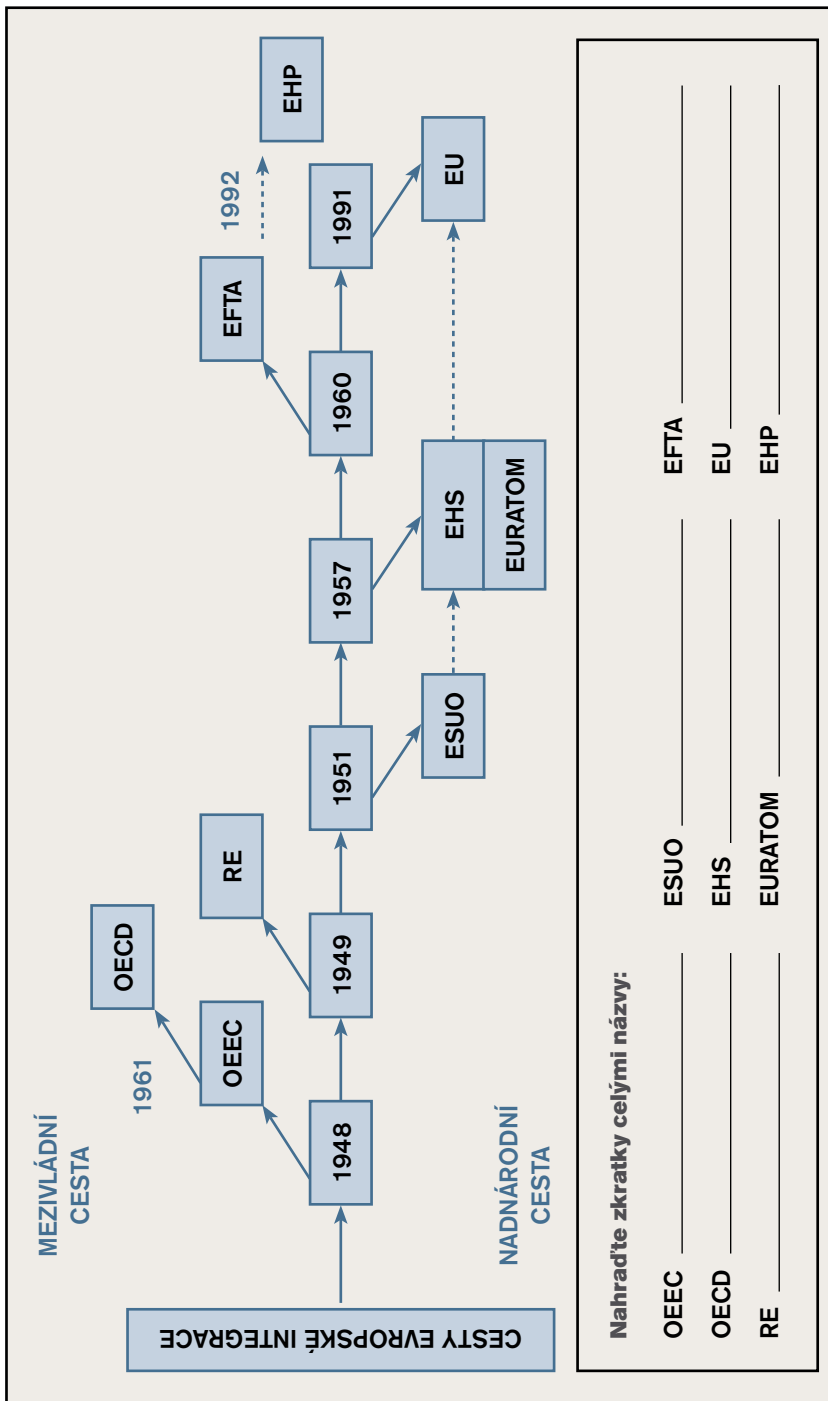 MEZIVLÁDNÍ
CESTA
NADNÁRODNÍ
CESTA
CESTY EVROPSKÉ INTEGRACE
1948
OEEC
1961
OECD
1949
RE
1951
ESUO
1957
EHS
EURATOM
1960
EFTA
1992
EHP
1991
EU
Nahraďte zkratky celými názvy:
OEEC
ESUO
EFTA
OECD
EHS
EU
RE
EURATOM
EHP